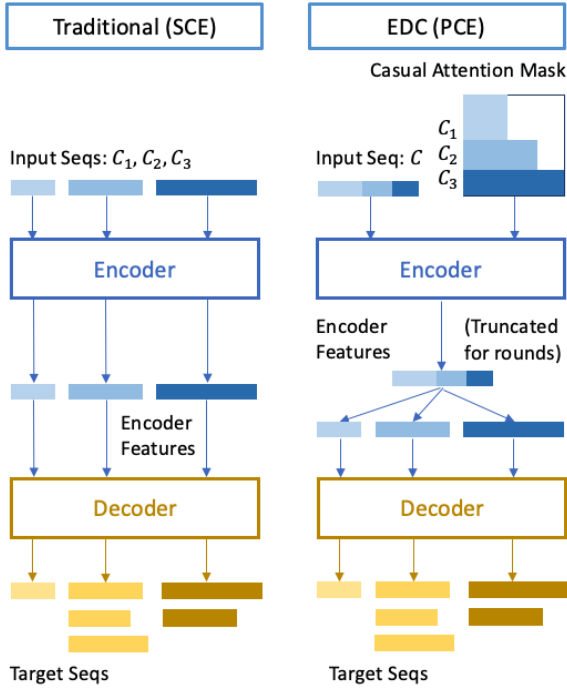 Traditional (SCE)
EDC (PCE)
Casual Attention Mask
Input Seqs: C₁, C₂, C₃
Input Seq: C
C₁
C₂
C₃
Encoder
Encoder
Encoder
Features
Encoder
Features
(Truncated
for rounds)
Decoder
Decoder
Target Seqs
Target Seqs